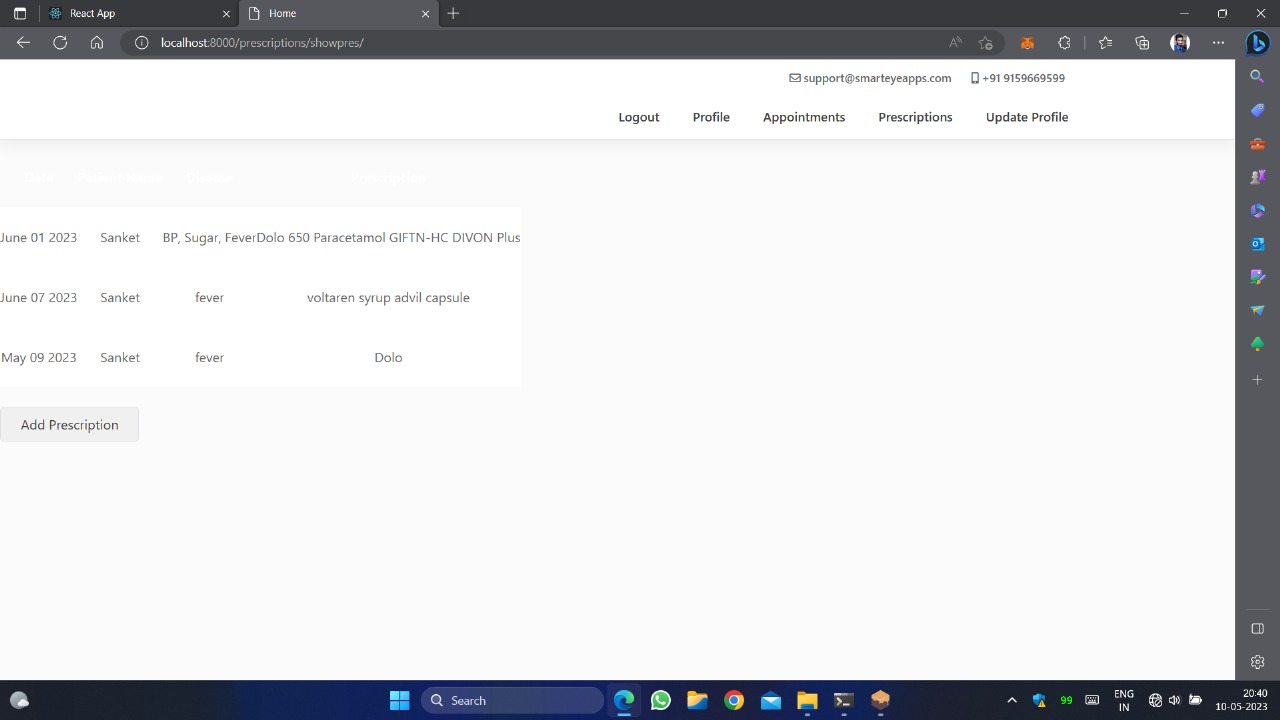 React App
Home
localhost:8000/prescriptions/showpres/
support@smarteyeapps.com +91 9159669599
Logout Profile Appointments Prescriptions Update Profile
Date Patient Name Disease Prescription
June 01 2023 Sanket BP, Sugar, FeverDolo 650 Paracetamol GIFTN-HC DIVON Plus
June 07 2023 Sanket fever voltaren syrup advil capsule
May 09 2023 Sanket fever Dolo
Add Prescription
Search
99
ENG
IN
20:40
10-05-2023